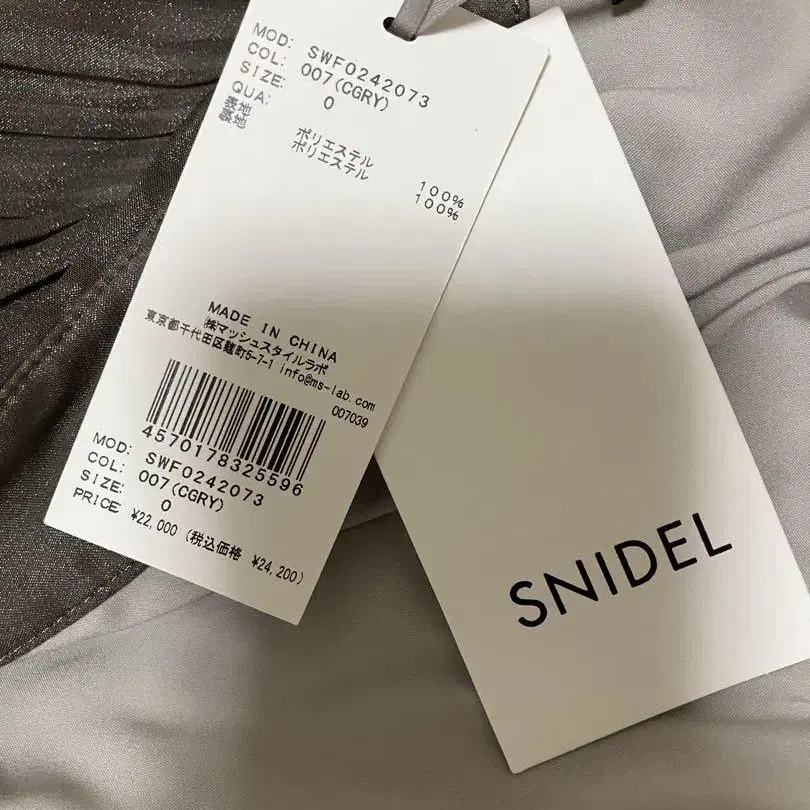 MOD: SWF0242073
COL: 007(CGRY)
SIZE: 0
QUA:
表地 ポリエステル 100%
裏地 ポリエステル 100%
MADE IN CHINA
㈱マッシュスタイルラボ
東京都千代田区麹町5-7-1 info@ms-lab.com
007039
4570178325596
MOD: SWF0242073
COL: 007(CGRY)
SIZE: 0
PRICE ¥22,000 (税込価格 ¥24,200)
SNIDEL